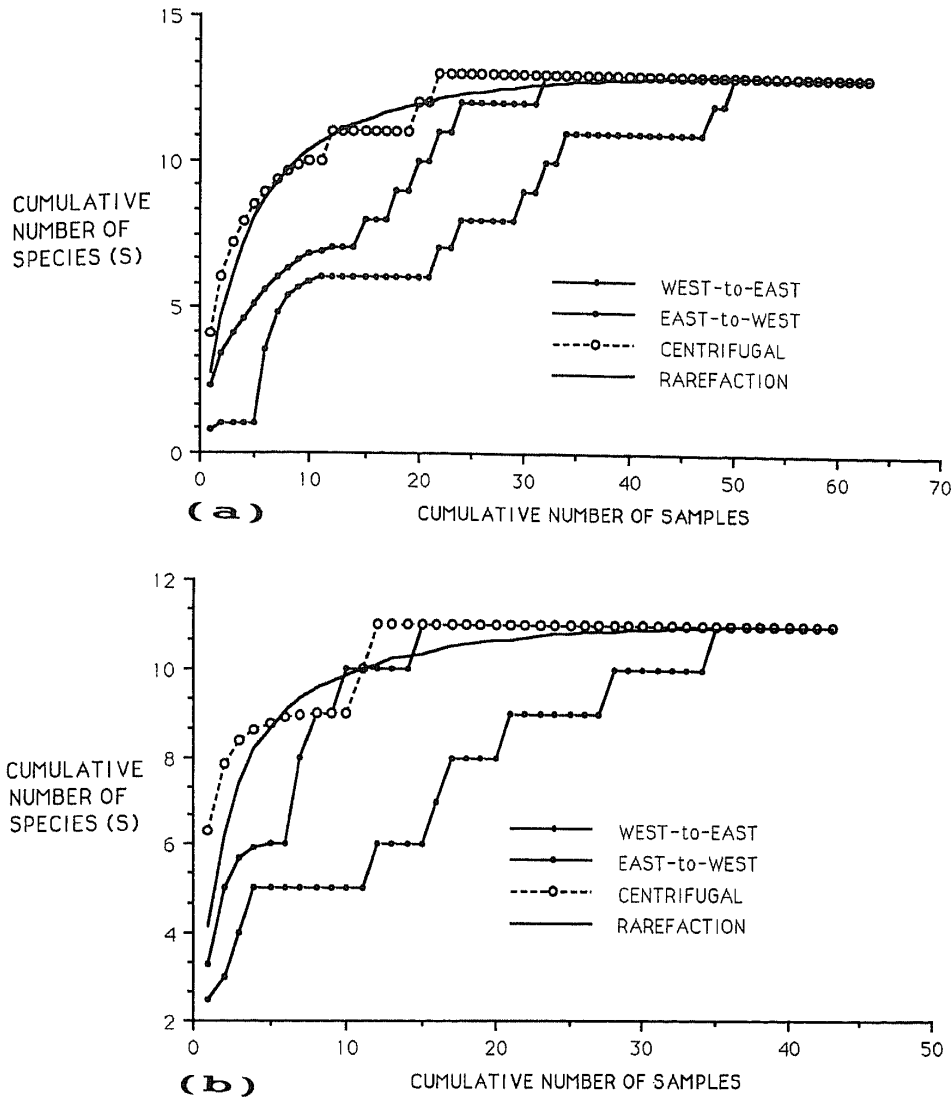 15
10
5
0
CUMULATIVE
NUMBER OF
SPECIES (S)
WEST-to-EAST
EAST-to-WEST
CENTRIFUGAL
RAREFACTION
0 10 20 30 40 50 60 70
(a) CUMULATIVE NUMBER OF SAMPLES
12
10
8
6
4
2
CUMULATIVE
NUMBER OF
SPECIES (S)
WEST-to-EAST
EAST-to-WEST
CENTRIFUGAL
RAREFACTION
0 10 20 30 40 50
(b) CUMULATIVE NUMBER OF SAMPLES